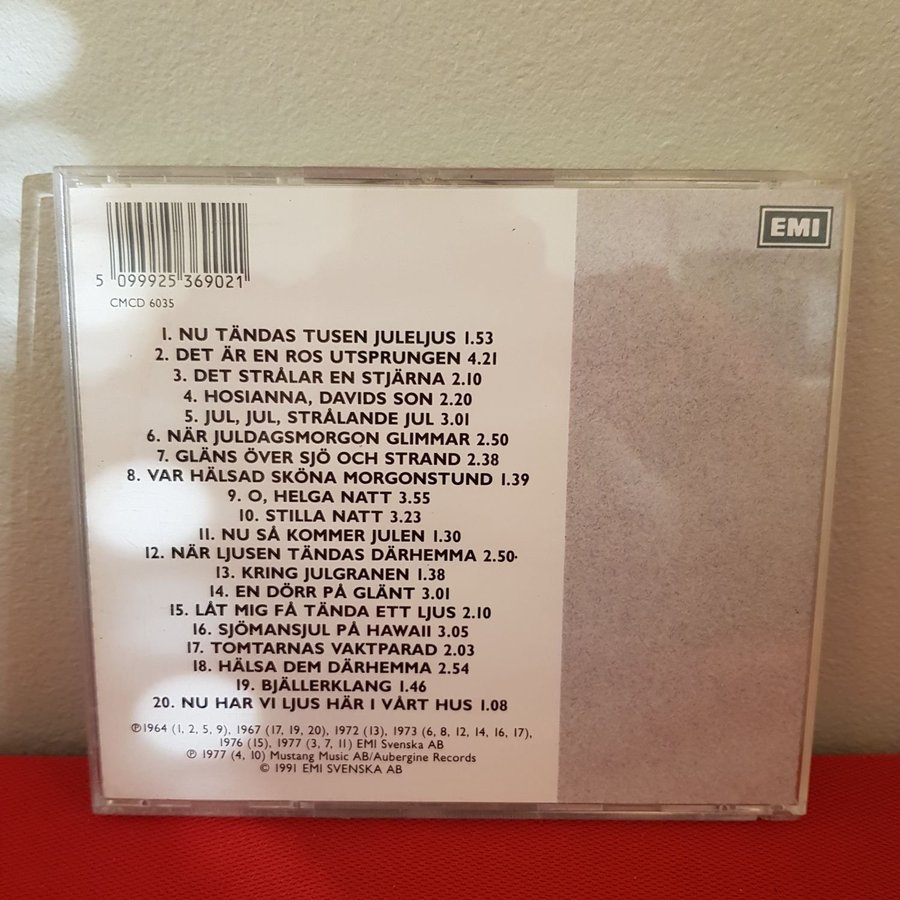 EMI
5 099925 369021
CMCD 6035
1. NU TÄNDAS TUSEN JULELJUS 1.53
2. DET ÄR EN ROS UTSPRUNGEN 4.21
3. DET STRÅLAR EN STJÄRNA 2.10
4. HOSIANNA, DAVIDS SON 2.20
5. JUL, JUL, STRÅLANDE JUL 3.01
6. NÄR JULDAGSMORGON GLIMMAR 2.50
7. GLÄNS ÖVER SJÖ OCH STRAND 2.38
8. VAR HÄLSAD SKÖNA MORGONSTUND 1.39
9. O, HELGA NATT 3.55
10. STILLA NATT 3.23
11. NU SÅ KOMMER JULEN 1.30
12. NÄR LJUSEN TÄNDAS DÄRHEMMA 2.50
13. KRING JULGRANEN 1.38
14. EN DÖRR PÅ GLÄNT 3.01
15. LÅT MIG FÅ TÄNDA ETT LJUS 2.10
16. SJÖMANSJUL PÅ HAWAII 3.05
17. TOMTARNAS VAKTPARAD 2.03
18. HÄLSA DEM DÄRHEMMA 2.54
19. BJÄLLERKLANG 1.46
20. NU HAR VI LJUS HÄR I VÅRT HUS 1.08
℗1964 (1, 2, 5, 9), 1967 (17, 19, 20), 1972 (13), 1973 (6, 8, 12, 14, 16, 17),
1976 (15), 1977 (3, 7, 11) EMI Svenska AB
℗ 1977 (4, 10) Mustang Music AB/Aubergine Records
© 1991 EMI SVENSKA AB